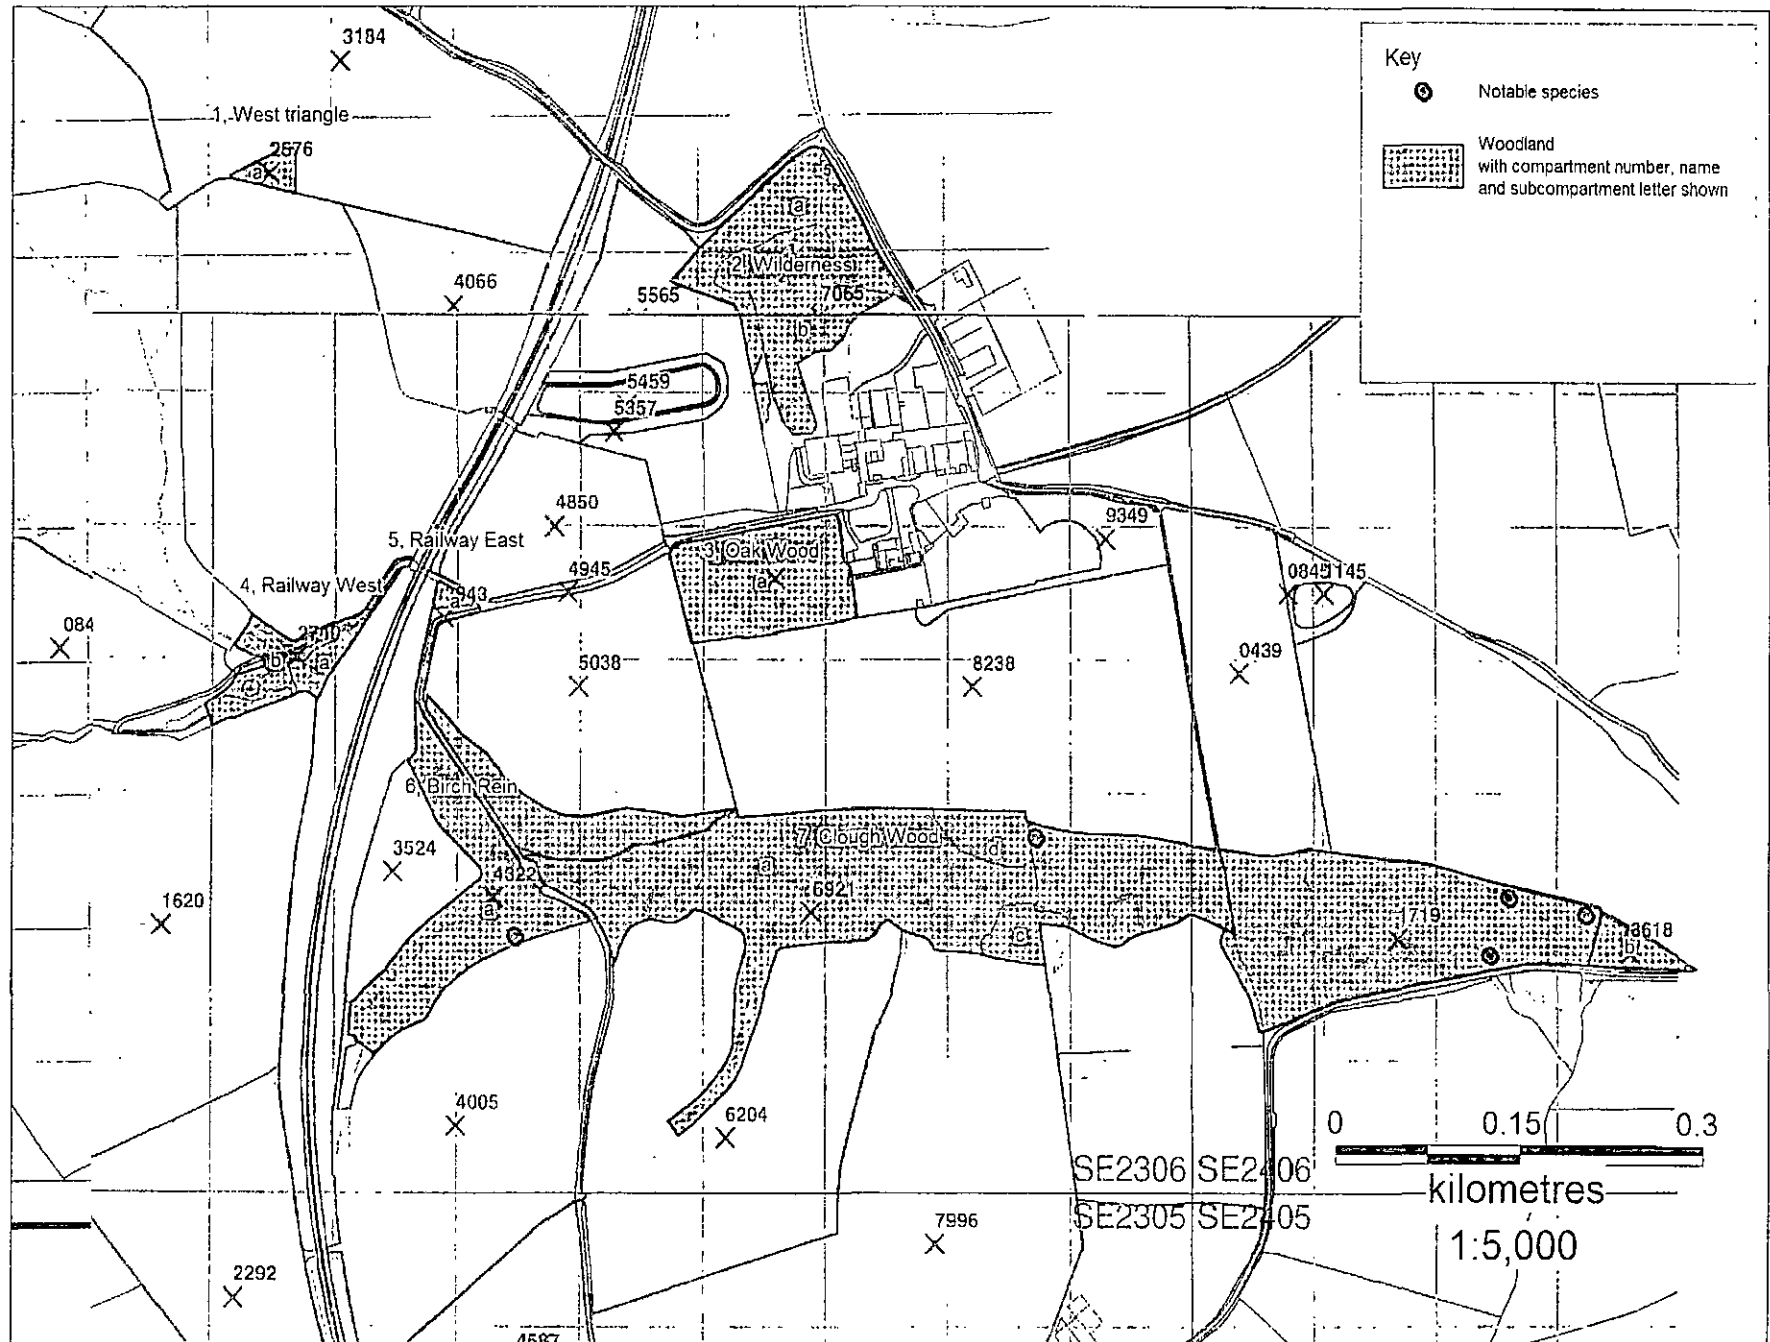 3184
Key
Notable species
1, West triangle
Woodland
with compartment number, name
and subcompartment letter shown
2576
a
a
2, Wilderness
4066
5565
7065
b
5459
5357
4850
9349
5, Railway East
3, Oak Wood
4945
a
0845
1145
4, Railway West
943
a
084
b
a
5038
8238
0439
6, Birch Rein
7, Clough Wood
d
3524
a
4322
6921
1620
a
c
1719
3618
b
4005
6204
0
0.15
0.3
SE2306
SE2406
kilometres
SE2305
SE2405
7996
1:5,000
2292
4587